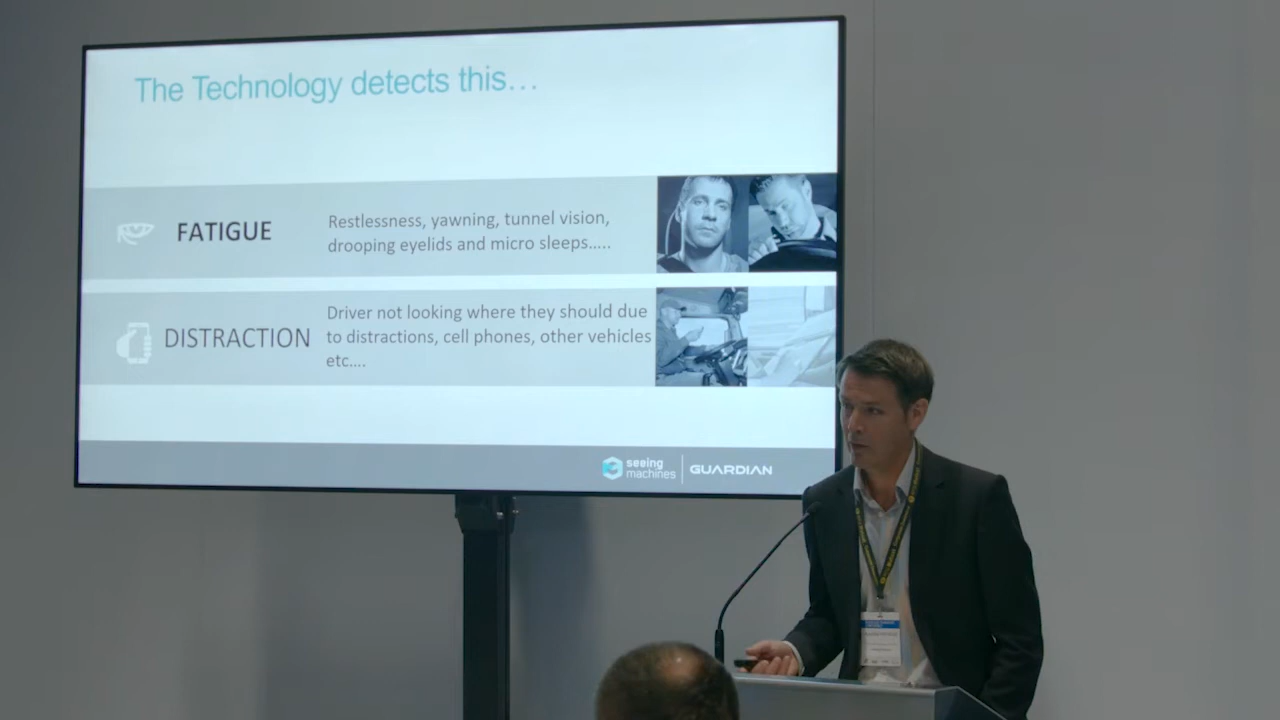 The Technology detects this…
FATIGUE
Restlessness, yawning, tunnel vision,
drooping eyelids and micro sleeps.....
DISTRACTION
Driver not looking where they should due
to distractions, cell phones, other vehicles
etc....
seeing
machines
GUARDIAN